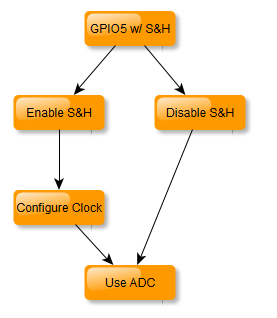 GPIO5 w/ S&H
Enable S&H
Disable S&H
Configure Clock
Use ADC